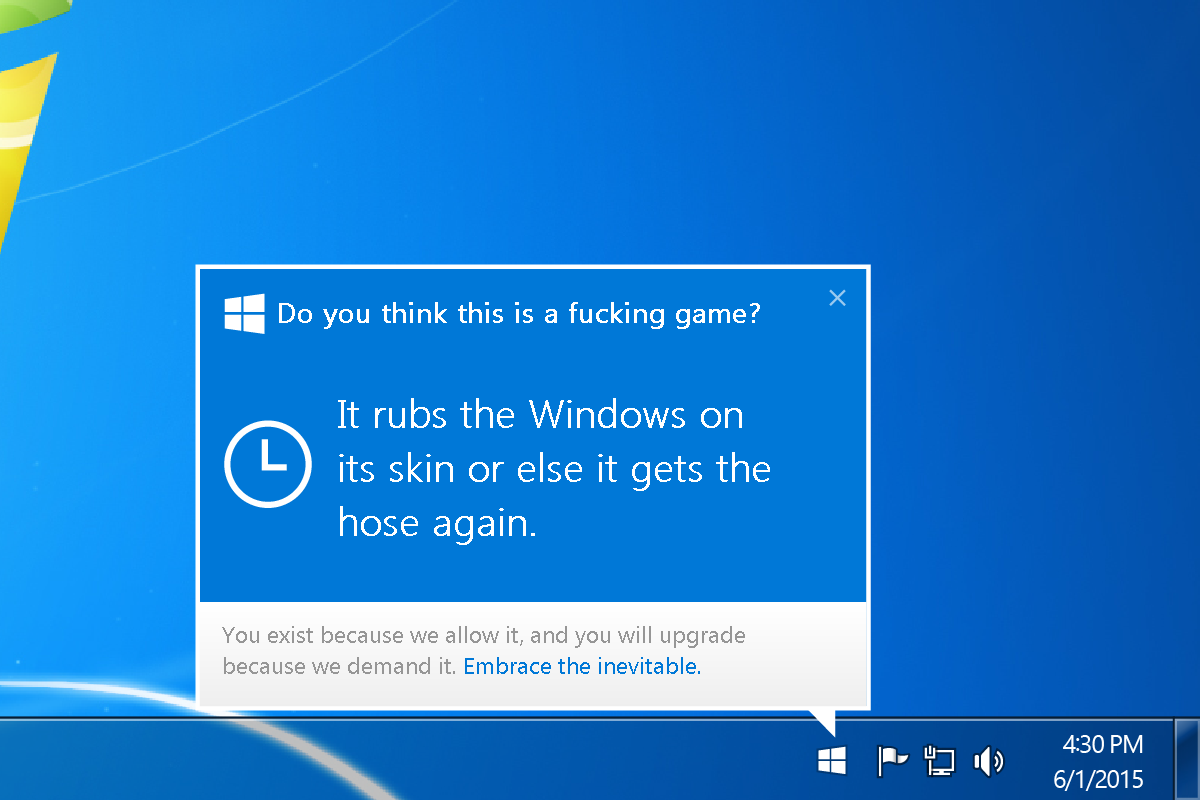 Do you think this is a fucking game?
It rubs the Windows on
its skin or else it gets the
hose again.
You exist because we allow it, and you will upgrade
because we demand it. Embrace the inevitable.
4:30 PM
6/1/2015